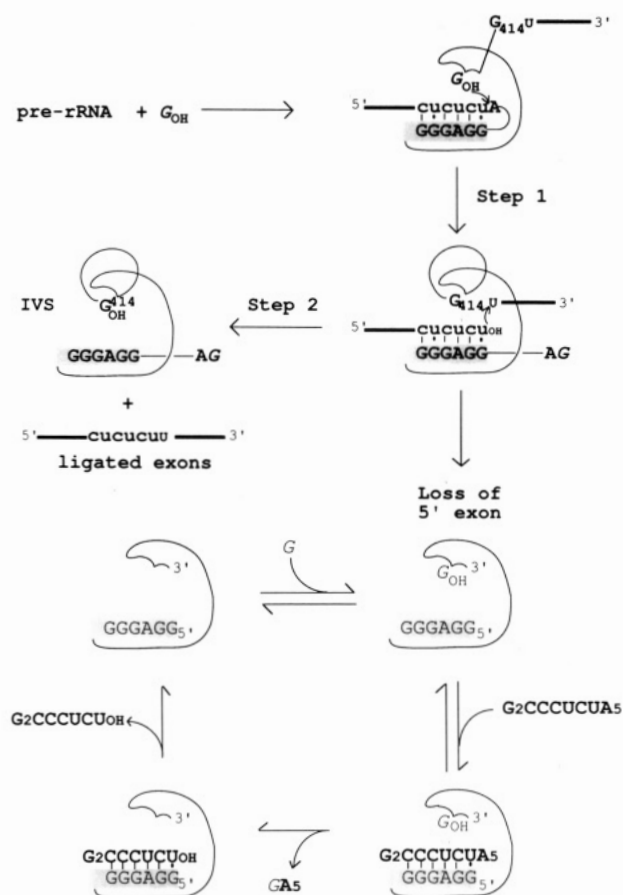 G414U 3'
GOH
pre-rRNA + GOH
5' cucucuA
GGGAGG
Step 1
G414
OH
IVS
Step 2
G414U 3'
5' cucucuOH
GGGAGG AG
GGGAGG AG
+
5' cucucuU 3'
ligated exons
Loss of
5' exon
3'
G
3'
GOH
GGGAGG5'
GGGAGG5'
G2CCCUCUOH
G2CCCUCUA5
3'
3'
GOH
G2CCCUCUOH
GGGAGG5'
GA5
G2CCCUCUA5
GGGAGG5'